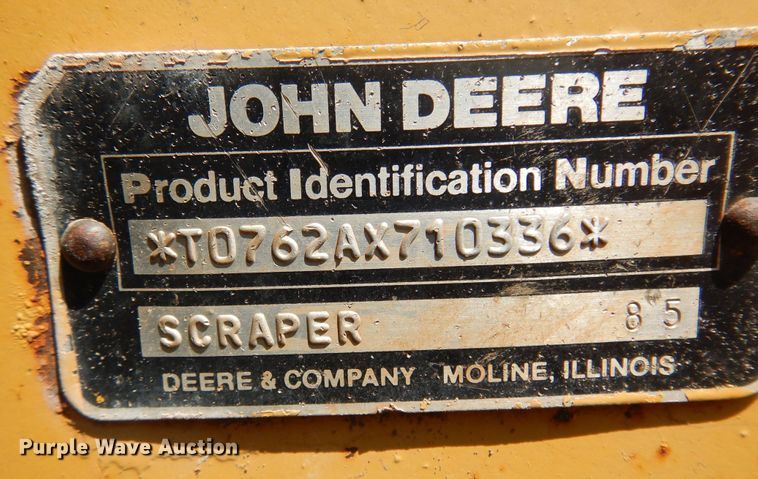 JOHN DEERE
Product Identification Number
*T0762AX710336*
SCRAPER 8 5
DEERE & COMPANY MOLINE, ILLINOIS
Purple Wave Auction